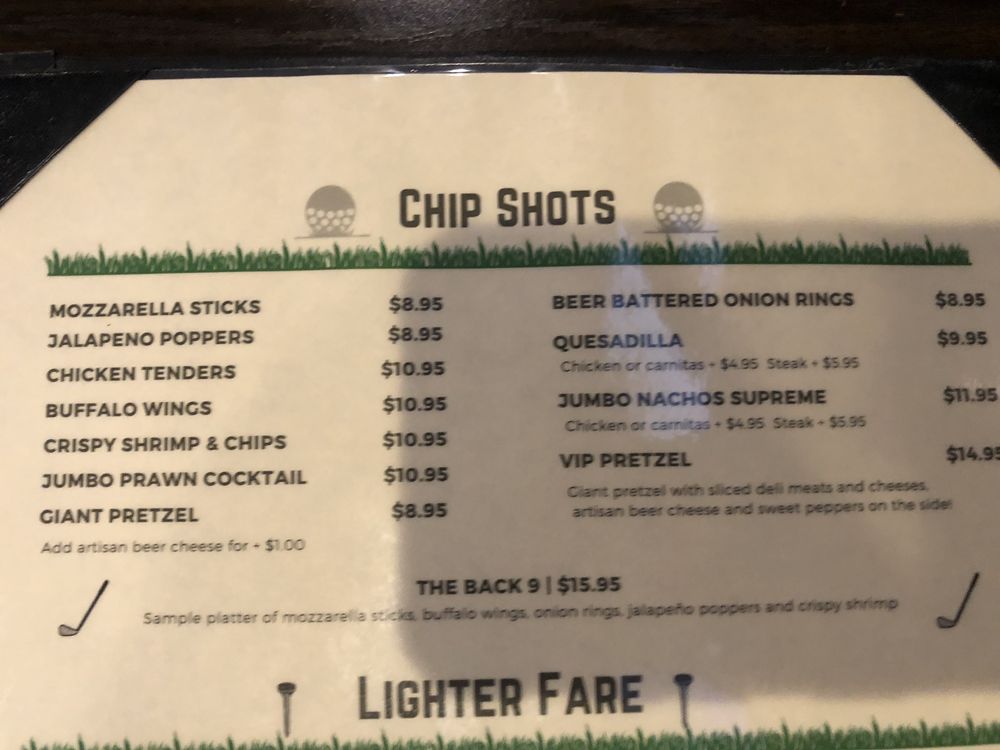 CHIP SHOTS
MOZZARELLA STICKS $8.95
JALAPENO POPPERS $8.95
CHICKEN TENDERS $10.95
BUFFALO WINGS $10.95
CRISPY SHRIMP & CHIPS $10.95
JUMBO PRAWN COCKTAIL $10.95
GIANT PRETZEL $8.95
Add artisan beer cheese for + $1.00
BEER BATTERED ONION RINGS $8.95
QUESADILLA $9.95
Chicken or carnitas + $4.95 Steak + $5.95
JUMBO NACHOS SUPREME $11.95
Chicken or carnitas + $4.95 Steak + $5.95
VIP PRETZEL $14.95
Giant pretzel with sliced deli meats and cheeses,
artisan beer cheese and sweet peppers on the side!
THE BACK 9 | $15.95
Sample platter of mozzarella sticks, buffalo wings, onion rings, jalapeño poppers and crispy shrimp
LIGHTER FARE